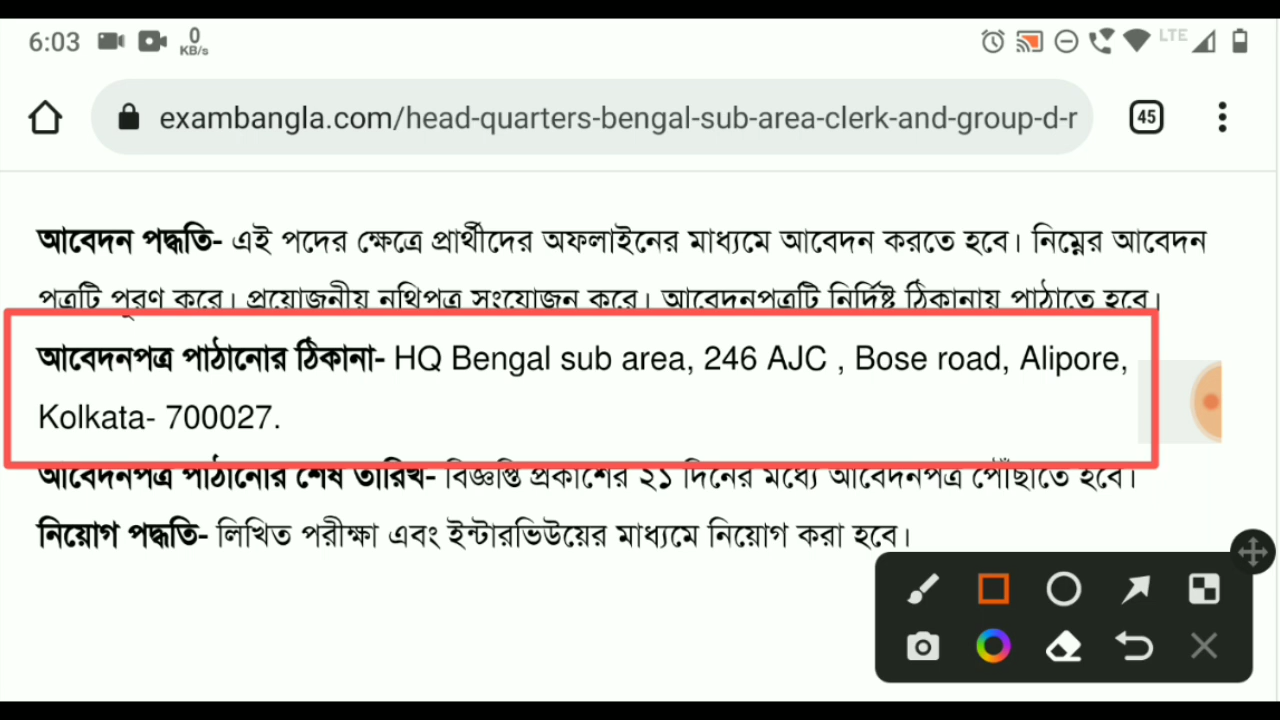 6:03
0
KB/s
LTE
exambangla.com/head-quarters-bengal-sub-area-clerk-and-group-d-r
45
আবেদন পদ্ধতি- এই পদের ক্ষেত্রে প্রার্থীদের অফলাইনের মাধ্যমে আবেদন করতে হবে। নিম্নের আবেদন
পত্রটি পূরণ করে। প্রয়োজনীয় নথিপত্র সংযোজন করে। আবেদনপত্রটি নির্দিষ্ট ঠিকানায় পাঠাতে হবে।
আবেদনপত্র পাঠানোর ঠিকানা- HQ Bengal sub area, 246 AJC , Bose road, Alipore,
Kolkata- 700027.
আবেদনপত্র পাঠানোর শেষ তারিখ- বিজ্ঞপ্তি প্রকাশের ২১ দিনের মধ্যে আবেদনপত্র পৌঁছাতে হবে।
নিয়োগ পদ্ধতি- লিখিত পরীক্ষা এবং ইন্টারভিউয়ের মাধ্যমে নিয়োগ করা হবে।